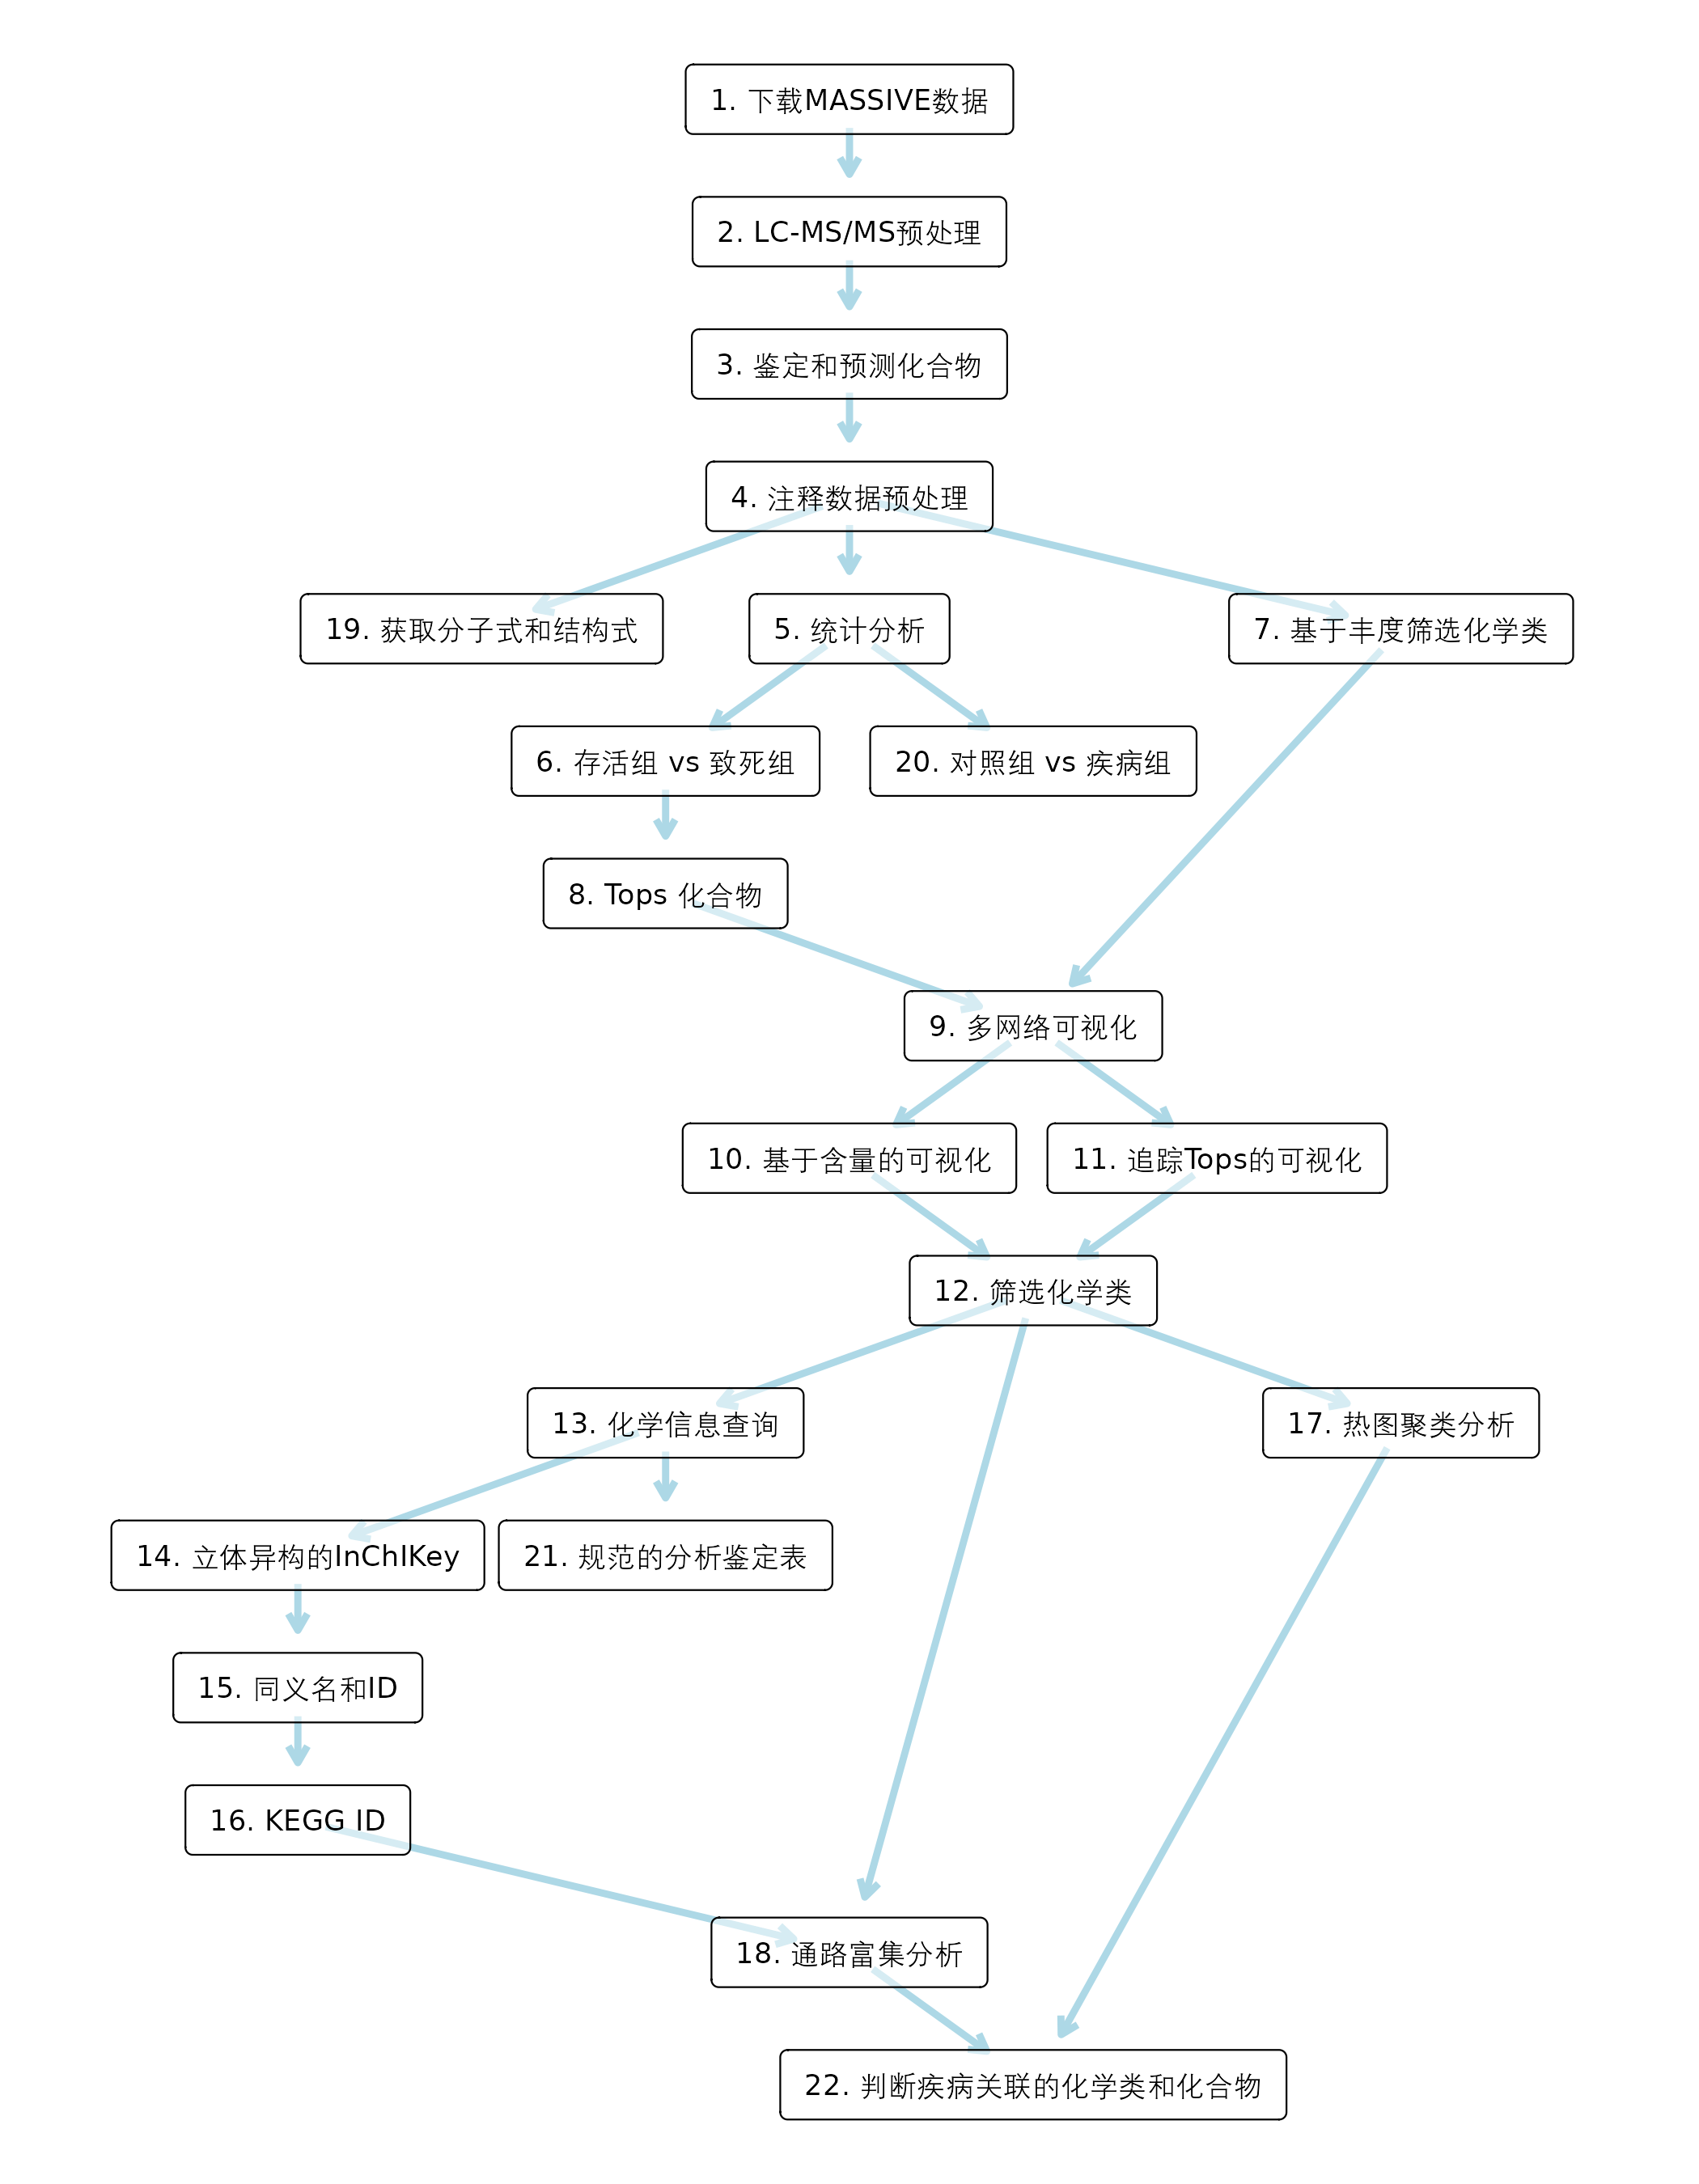 1. 下载MASSIVE数据
2. LC-MS/MS预处理
3. 鉴定和预测化合物
4. 注释数据预处理
19. 获取分子式和结构式
5. 统计分析
7. 基于丰度筛选化学类
6. 存活组 vs 致死组
20. 对照组 vs 疾病组
8. Tops 化合物
9. 多网络可视化
10. 基于含量的可视化
11. 追踪Tops的可视化
12. 筛选化学类
13. 化学信息查询
17. 热图聚类分析
14. 立体异构的InChIKey
21. 规范的分析鉴定表
15. 同义名和ID
16. KEGG ID
18. 通路富集分析
22. 判断疾病关联的化学类和化合物